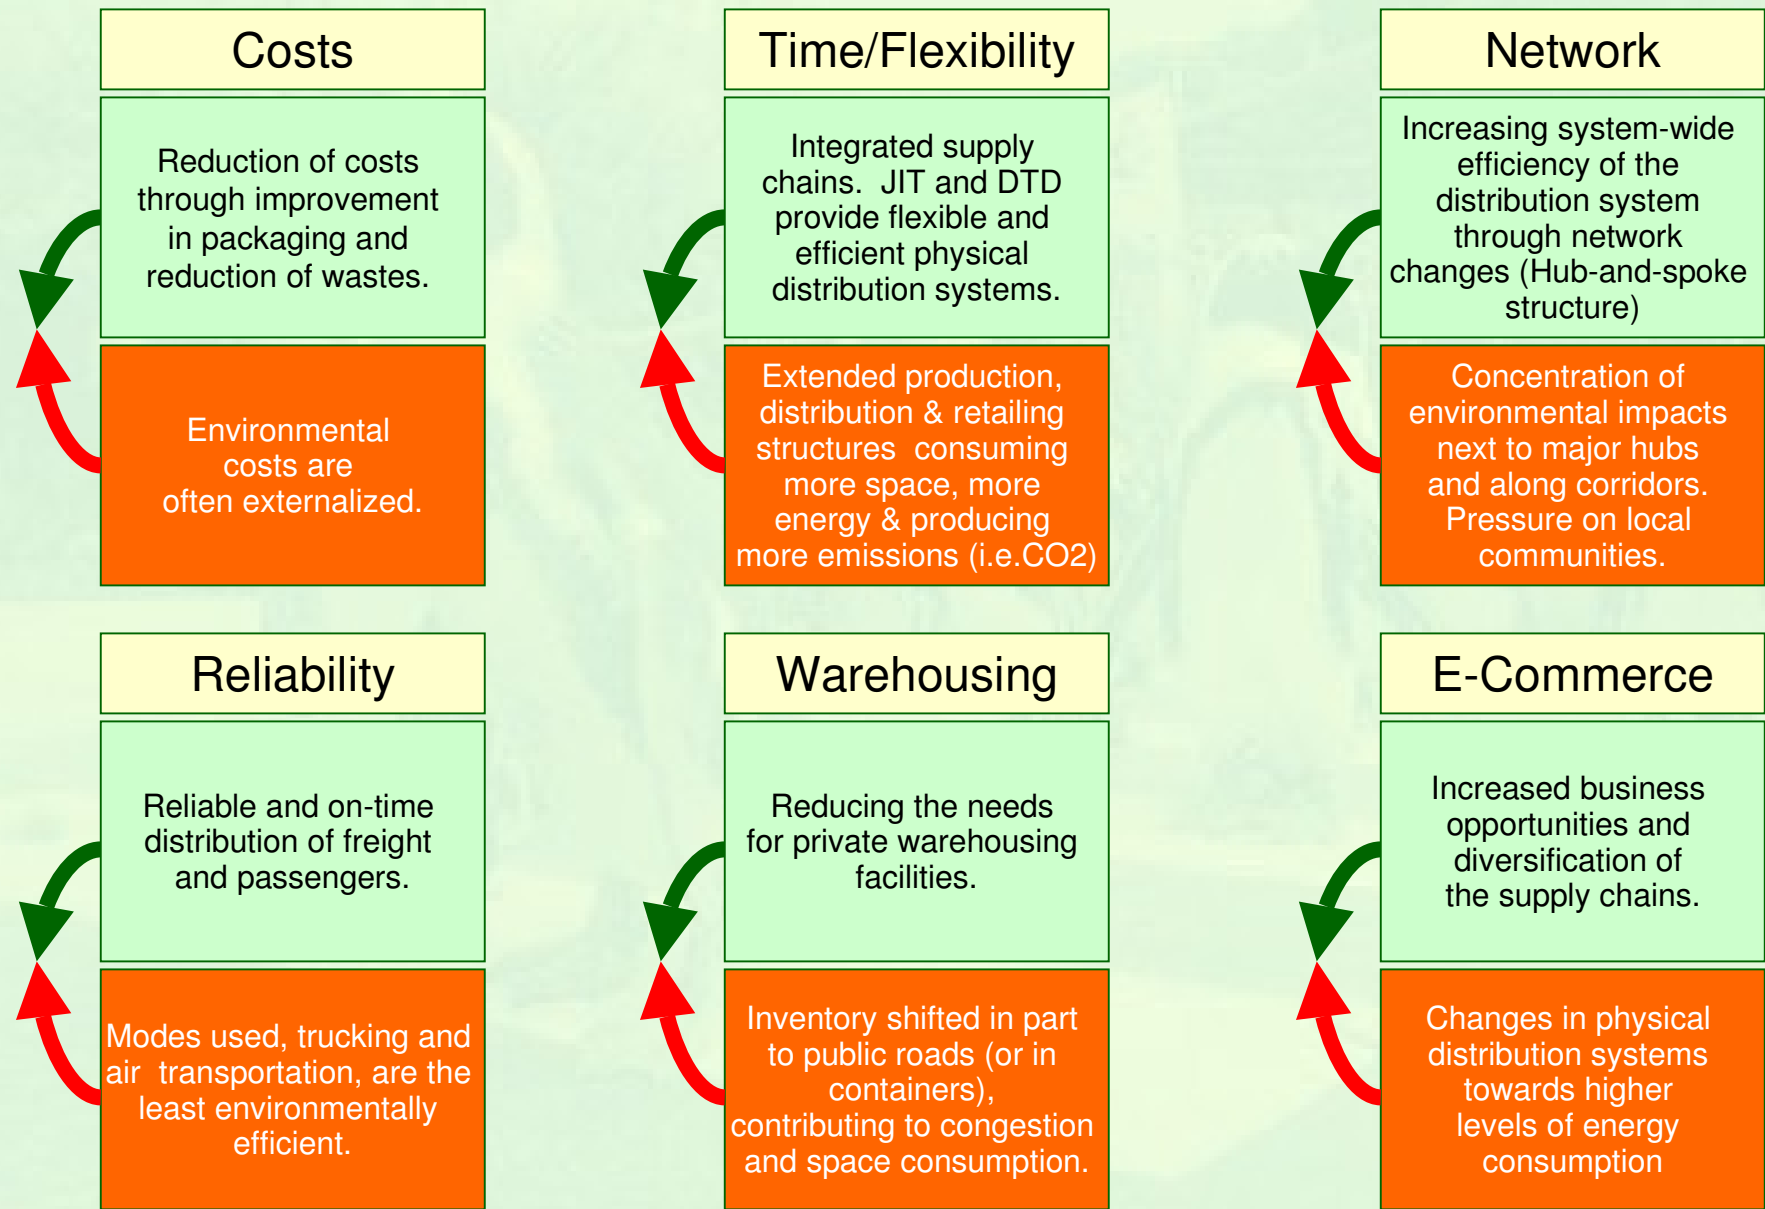 Costs
Reduction of costs
through improvement
in packaging and
reduction of wastes.
Environmental
costs are
often externalized.
Time/Flexibility
Integrated supply
chains.  JIT and DTD
provide flexible and
efficient physical
distribution systems.
Extended production,
distribution & retailing
structures  consuming
more space, more
energy & producing
more emissions (i.e.CO2)
Network
Increasing system-wide
efficiency of the
distribution system
through network
changes (Hub-and-spoke
structure)
Concentration of
environmental impacts
next to major hubs
and along corridors.
Pressure on local
communities.
Reliability
Reliable and on-time
distribution of freight
and passengers.
Modes used, trucking and
air  transportation, are the
least environmentally
efficient.
Warehousing
Reducing the needs
for private warehousing
facilities.
Inventory shifted in part
to public roads (or in
containers),
contributing to congestion
and space consumption.
E-Commerce
Increased business
opportunities and
diversification of
the supply chains.
Changes in physical
distribution systems
towards higher
levels of energy
consumption